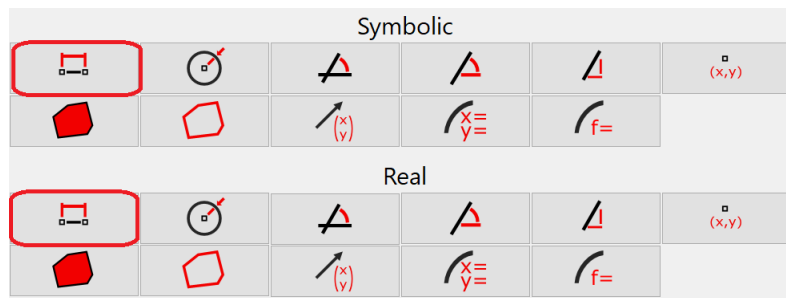 Symbolic
(x,y)
(x y) x= y= f=
Real
(x,y)
(x y) x= y= f=